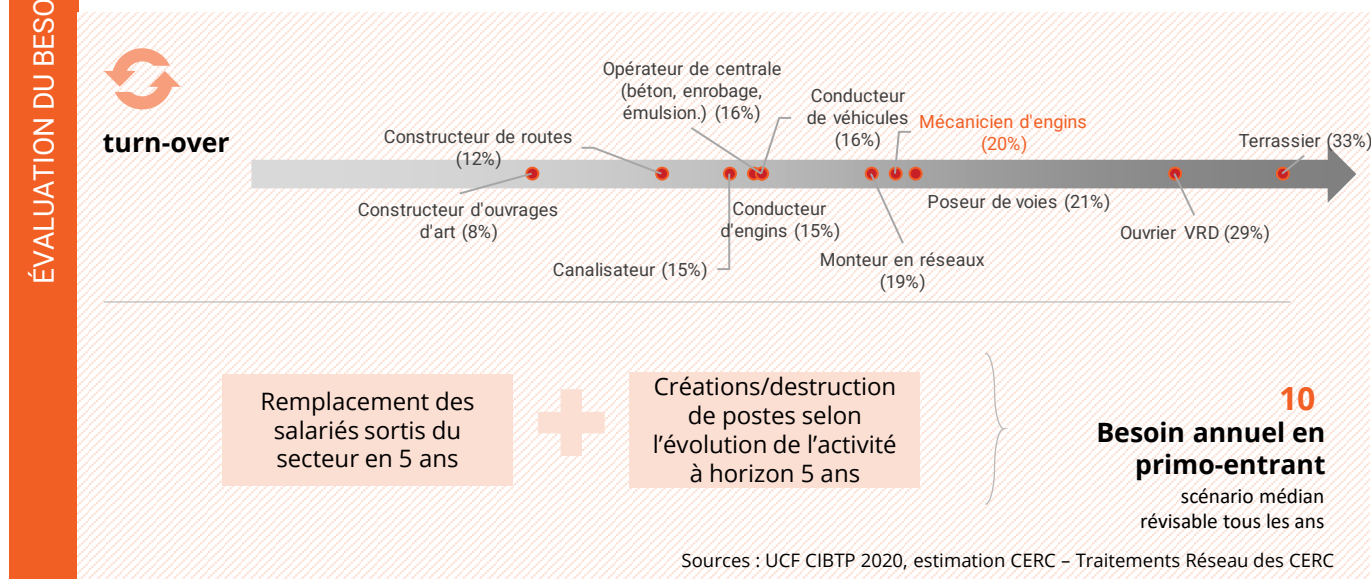 ÉVALUATION DU BESO
turn-over
Constructeur d'ouvrages
d'art (8%)
Constructeur de routes
(12%)
Canalisateur (15%)
Opérateur de centrale
(béton, enrobage,
émulsion.) (16%)
Conducteur
d'engins (15%)
Conducteur
de véhicules
(16%)
Monteur en réseaux
(19%)
Mécanicien d'engins
(20%)
Poseur de voies (21%)
Ouvrier VRD (29%)
Terrassier (33%)
Remplacement des
salariés sortis du
secteur en 5 ans
Créations/destruction
de postes selon
l'évolution de l'activité
à horizon 5 ans
10
Besoin annuel en
primo-entrant
scénario médian
révisable tous les ans
Sources : UCF CIBTP 2020, estimation CERC – Traitements Réseau des CERC